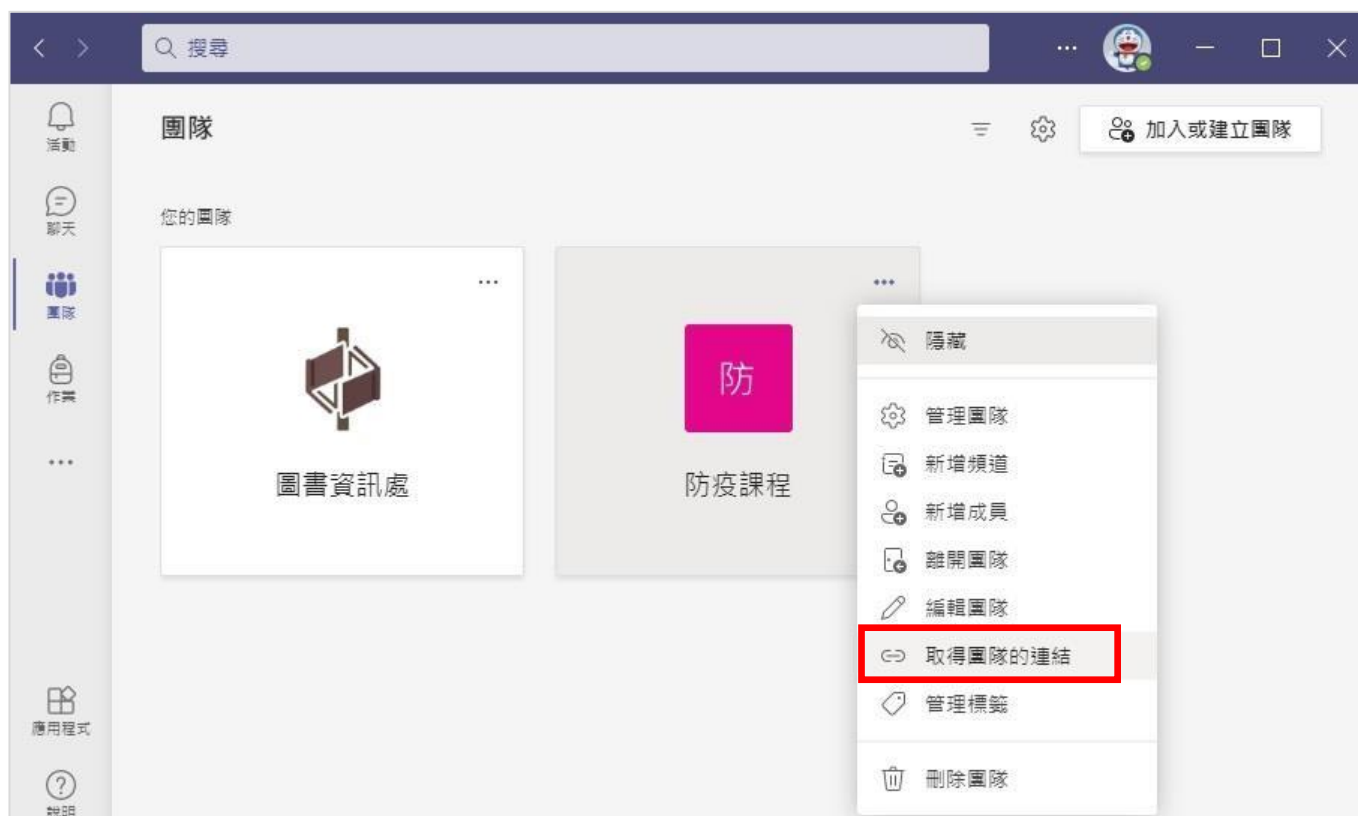 搜尋
活動
聊天
團隊
作業
應用程式
說明
團隊
加入或建立團隊
您的團隊
圖書資訊處
防
防疫課程
隱藏
管理團隊
新增頻道
新增成員
離開團隊
編輯團隊
取得團隊的連結
管理標籤
刪除團隊